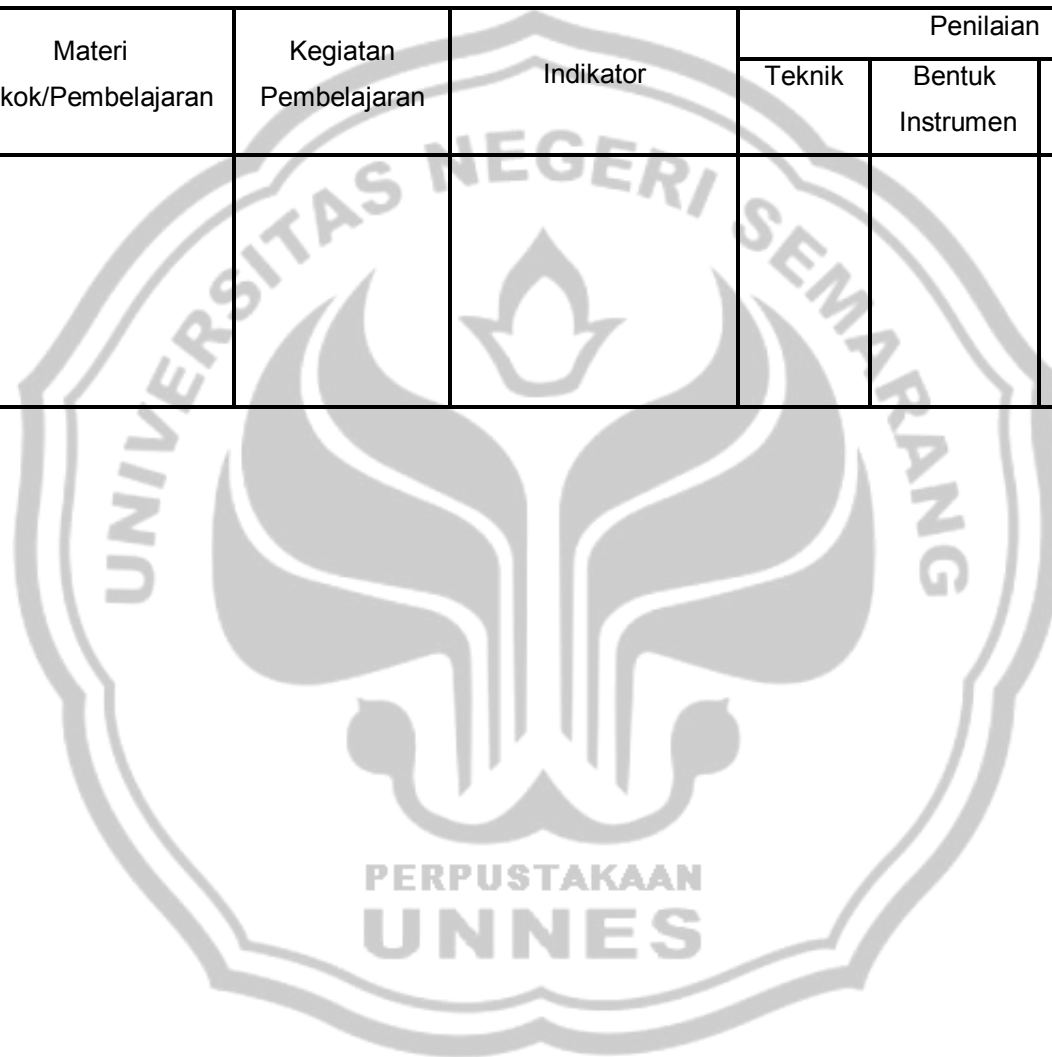 Materi
kok/Pembelajaran
Kegiatan
Pembelajaran
Indikator
Penilaian
Teknik
Bentuk
Instrumen
UNIVERSITAS NEGERI SEMARANG
PERPUSTAKAAN
UNNES